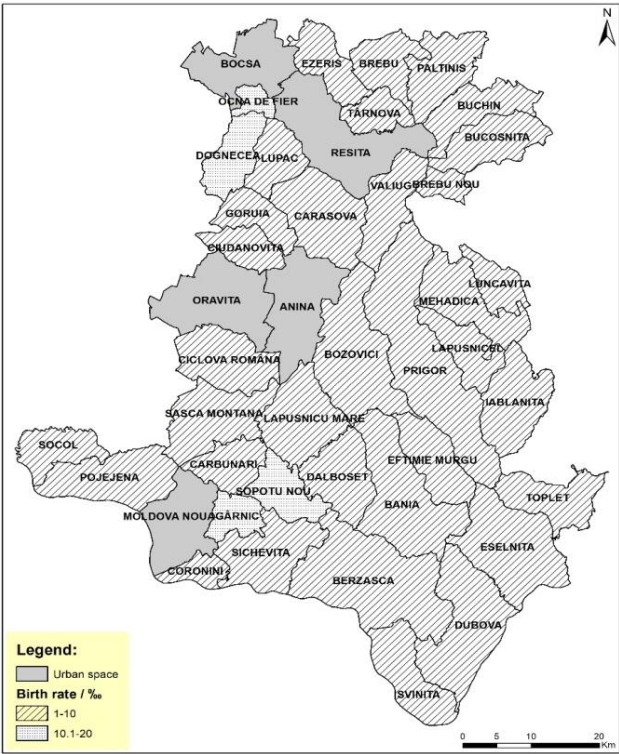 N
BOCSA
EZERIS
BREBU
PALTINIS
OCNA DE FIER
TÂRNOVA
BUCHIN
BUCOSNITA
DOGNECEA
LUPAC
RESITA
VALIUG
BREBU NOU
GORUIA
CARASOVA
CIUDANOVITA
LUNCAVITA
ORAVITA
ANINA
MEHADICA
CICLOVA ROMÂNA
BOZOVICI
LAPUSNICEL
PRIGOR
IABLANITA
SASCA MONTANA
LAPUSNICU MARE
SOCOL
POJEJENA
CARBUNARI
DALBOSET
EFTIMIE MURGU
SOPOTU NOU
TOPLET
MOLDOVA NOUA
GÂRNIC
BANIA
SICHEVITA
ESELNITA
CORONINI
BERZASCA
DUBOVA
SVINITA
Legend:
Urban space
Birth rate / ‰
1-10
10.1-20
0 5 10 20
Km